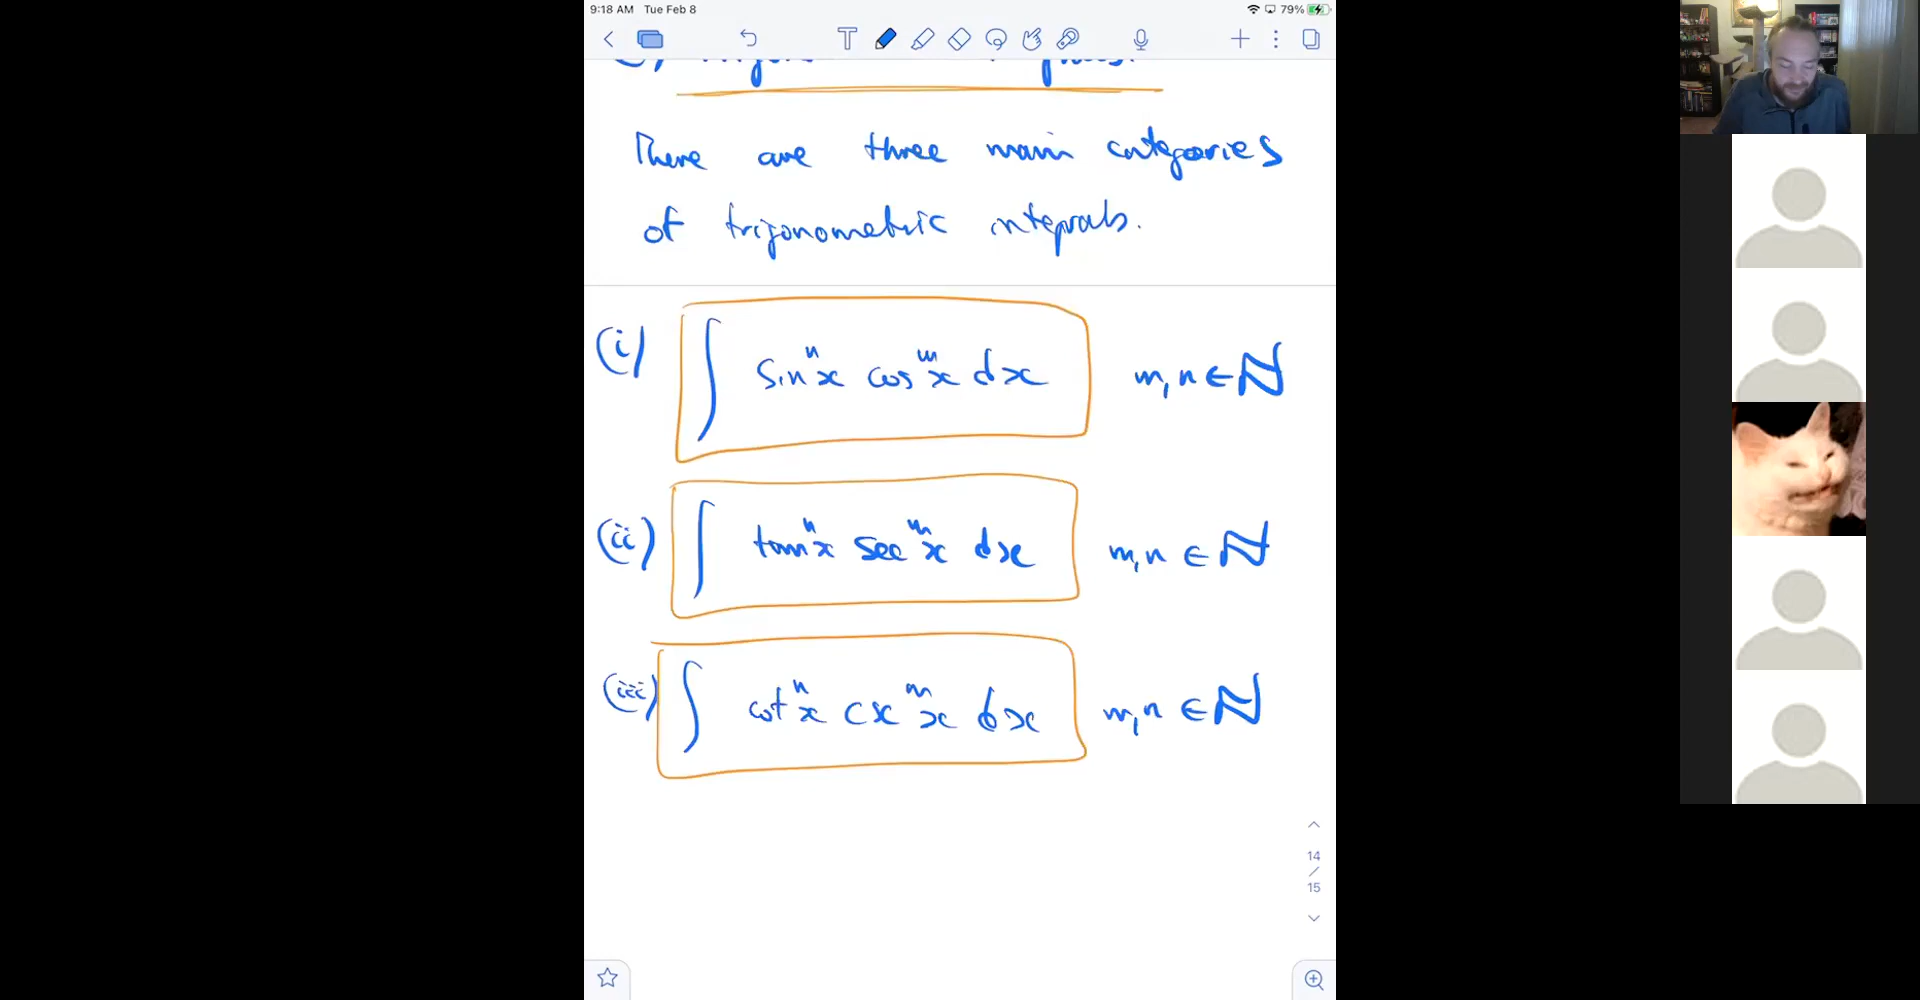 9:18 AM Tue Feb 8 79%
There are three main categories
of trigonometric integrals.
(i) ∫ sinⁿx cosᵐx dx m,n ∈ ℕ
(ii) ∫ tanⁿx secᵐx dx m,n ∈ ℕ
(iii) ∫ cotⁿx cscᵐx dx m,n ∈ ℕ
14
/
15